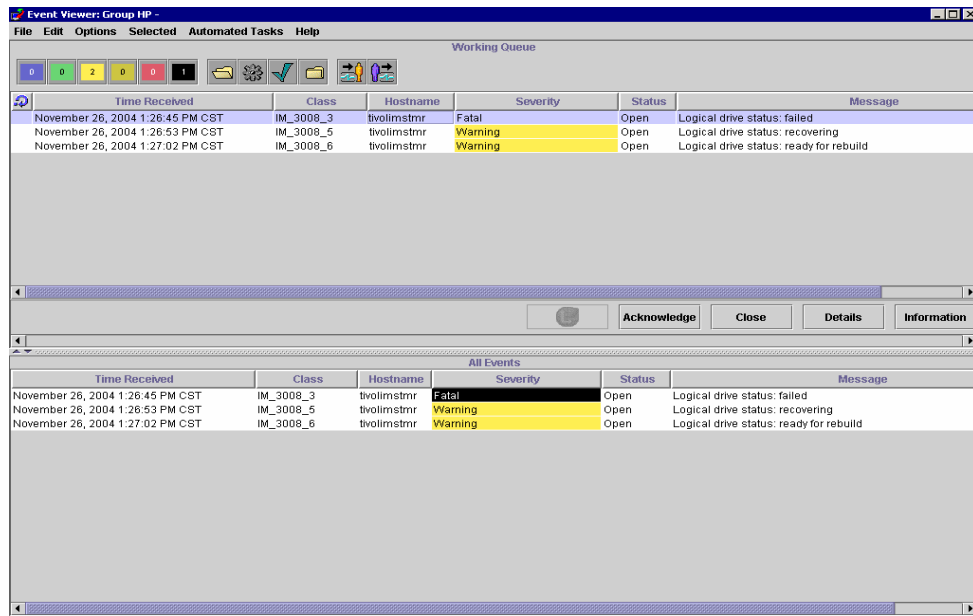 Event Viewer: Group HP -
File Edit Options Selected Automated Tasks Help
Working Queue
0 0 2 0 0 1
Time Received Class Hostname Severity Status Message
November 26, 2004 1:26:45 PM CST IM_3008_3 tivolimstmr Fatal Open Logical drive status: failed
November 26, 2004 1:26:53 PM CST IM_3008_5 tivolimstmr Warning Open Logical drive status: recovering
November 26, 2004 1:27:02 PM CST IM_3008_6 tivolimstmr Warning Open Logical drive status: ready for rebuild
Acknowledge Close Details Information
All Events
Time Received Class Hostname Severity Status Message
November 26, 2004 1:26:45 PM CST IM_3008_3 tivolimstmr Fatal Open Logical drive status: failed
November 26, 2004 1:26:53 PM CST IM_3008_5 tivolimstmr Warning Open Logical drive status: recovering
November 26, 2004 1:27:02 PM CST IM_3008_6 tivolimstmr Warning Open Logical drive status: ready for rebuild